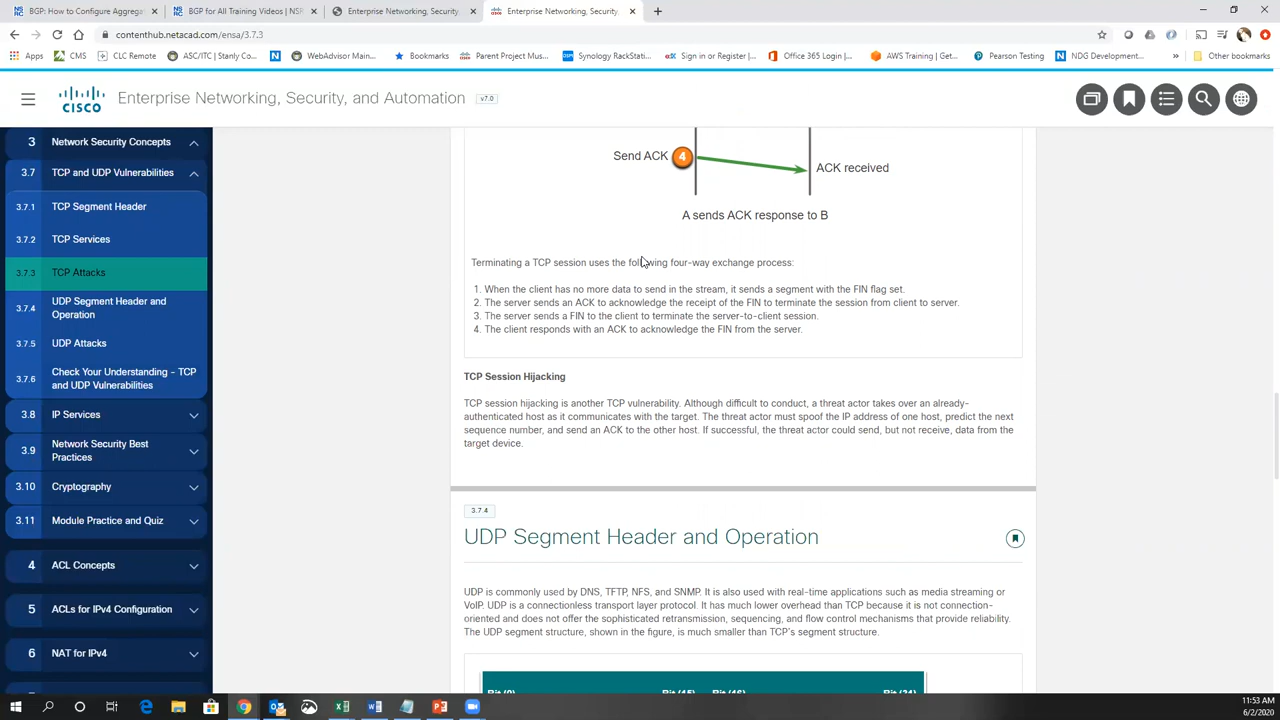 BGP: How to Configure Aggrega
BGP for All Training Videos | NSR
Enterprise Networking, Security,
Enterprise Networking, Security,
contenthub.netacad.com/ensa/3.7.3
Apps
CMS
CLC Remote
ASC/ITC | Stanly Co...
WebAdvisor Main...
Bookmarks
Parent Project Mus...
Synology RackStati...
Sign in or Register |...
Office 365 Login |...
AWS Training | Get...
Pearson Testing
NDG Development...
»
Other bookmarks
CISCO
Enterprise Networking, Security, and Automation
v7.0
3 Network Security Concepts
3.7 TCP and UDP Vulnerabilities
3.7.1 TCP Segment Header
3.7.2 TCP Services
3.7.3 TCP Attacks
3.7.4 UDP Segment Header and
Operation
3.7.5 UDP Attacks
3.7.6 Check Your Understanding - TCP
and UDP Vulnerabilities
3.8 IP Services
3.9 Network Security Best
Practices
3.10 Cryptography
3.11 Module Practice and Quiz
4 ACL Concepts
5 ACLs for IPv4 Configuration
6 NAT for IPv4
Send ACK 4
ACK received
A sends ACK response to B
Terminating a TCP session uses the following four-way exchange process:
1. When the client has no more data to send in the stream, it sends a segment with the FIN flag set.
2. The server sends an ACK to acknowledge the receipt of the FIN to terminate the session from client to server.
3. The server sends a FIN to the client to terminate the server-to-client session.
4. The client responds with an ACK to acknowledge the FIN from the server.
TCP Session Hijacking
TCP session hijacking is another TCP vulnerability. Although difficult to conduct, a threat actor takes over an already-
authenticated host as it communicates with the target. The threat actor must spoof the IP address of one host, predict the next
sequence number, and send an ACK to the other host. If successful, the threat actor could send, but not receive, data from the
target device.
3.7.4
UDP Segment Header and Operation
UDP is commonly used by DNS, TFTP, NFS, and SNMP. It is also used with real-time applications such as media streaming or
VoIP. UDP is a connectionless transport layer protocol. It has much lower overhead than TCP because it is not connection-
oriented and does not offer the sophisticated retransmission, sequencing, and flow control mechanisms that provide reliability.
The UDP segment structure, shown in the figure, is much smaller than TCP's segment structure.
Bit (0) Bit (15) Bit (16) Bit (31)
11:53 AM
6/2/2020